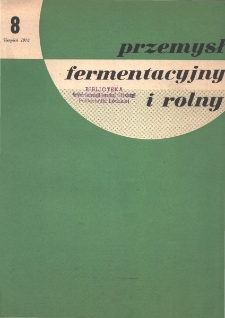 8
przemysł
fermentacyjny
i rolny
BIBLIOTEKA